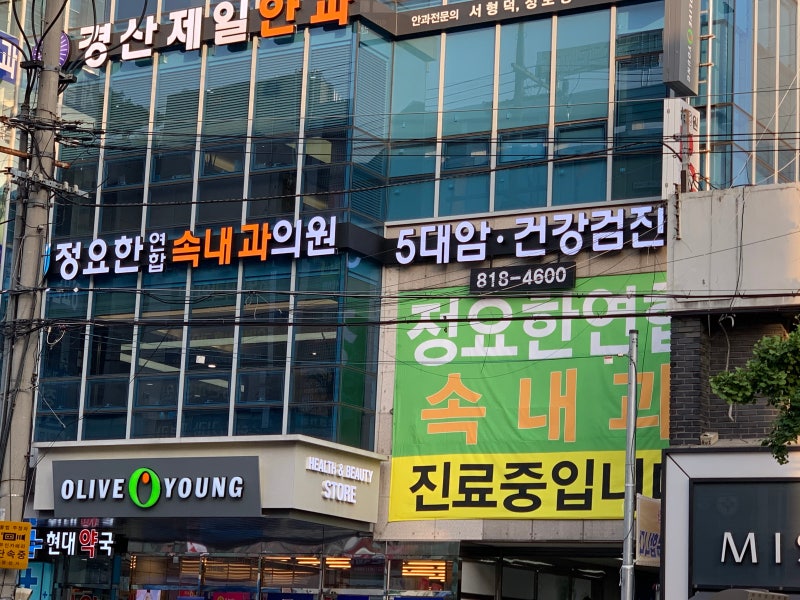 경산제일안과
안과전문의 서형덕,
정요한연합속내과의원
5대암·건강검진
818-4600
정요한연합
속내과
진료중입니다
OLIVE YOUNG
HEALTH & BEAUTY
STORE
현대약국
단속중
MIS